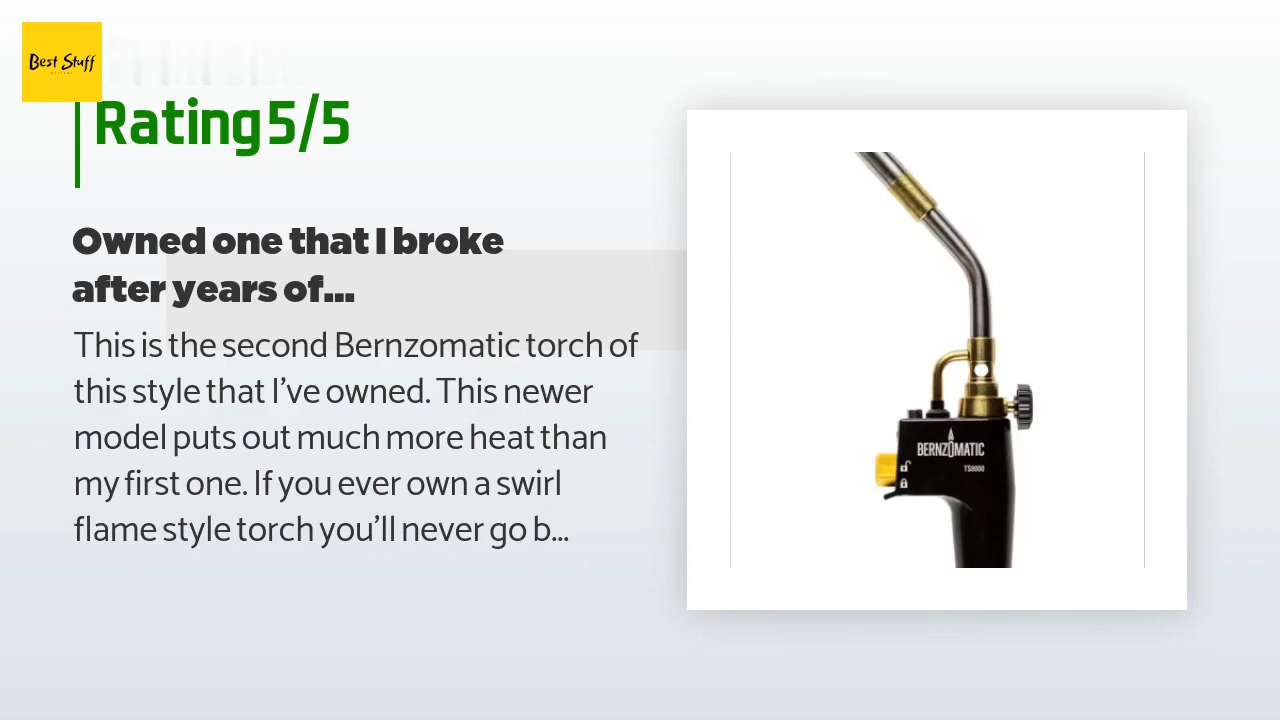 Best Stuff
Rating 5/5
Owned one that I broke
after years of...
This is the second Bernzomatic torch of
this style that I've owned. This newer
model puts out much more heat than
my first one. If you ever own a swirl
flame style torch you'll never go b...
BERNZOMATIC
TS8000